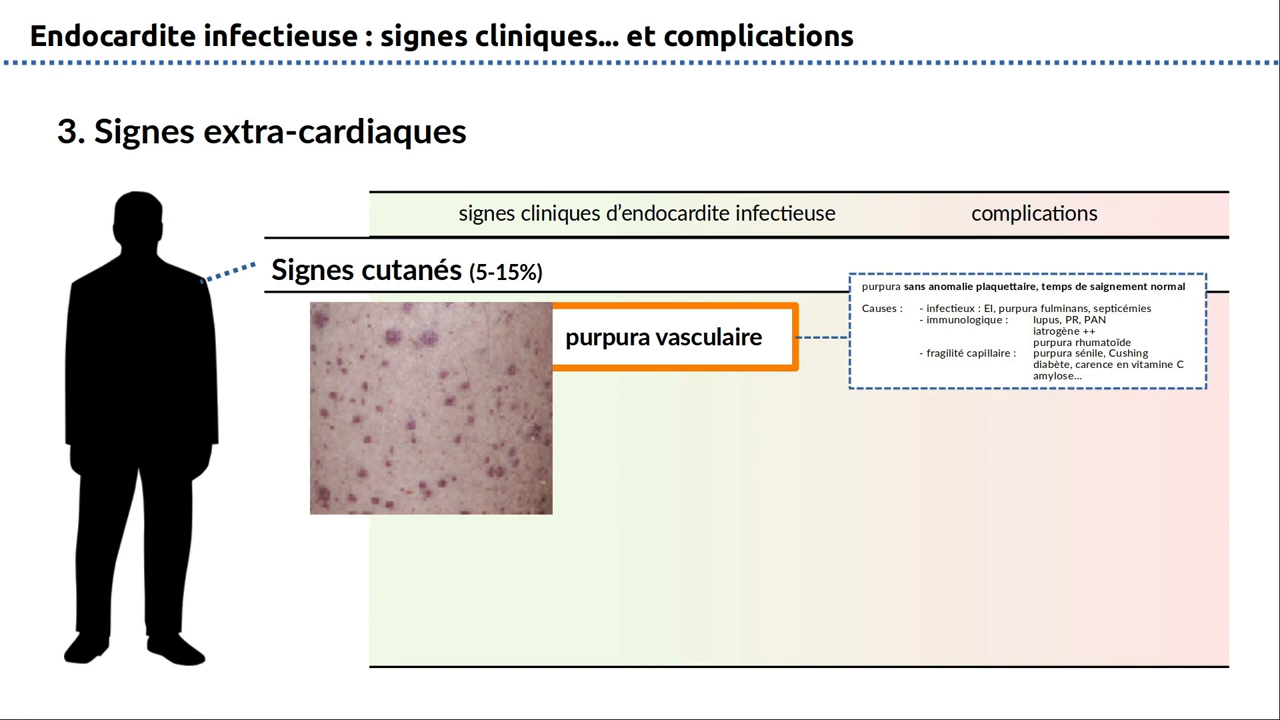 Endocardite infectieuse : signes cliniques... et complications
3. Signes extra-cardiaques
signes cliniques d’endocardite infectieuse
complications
Signes cutanés (5-15%)
purpura vasculaire
purpura sans anomalie plaquettaire, temps de saignement normal
Causes : - infectieux : EI, purpura fulminans, septicémies
- immunologique : lupus, PR, PAN
iatrogène ++
purpura rhumatoïde
- fragilité capillaire : purpura sénile, Cushing
diabète, carence en vitamine C
amylose...